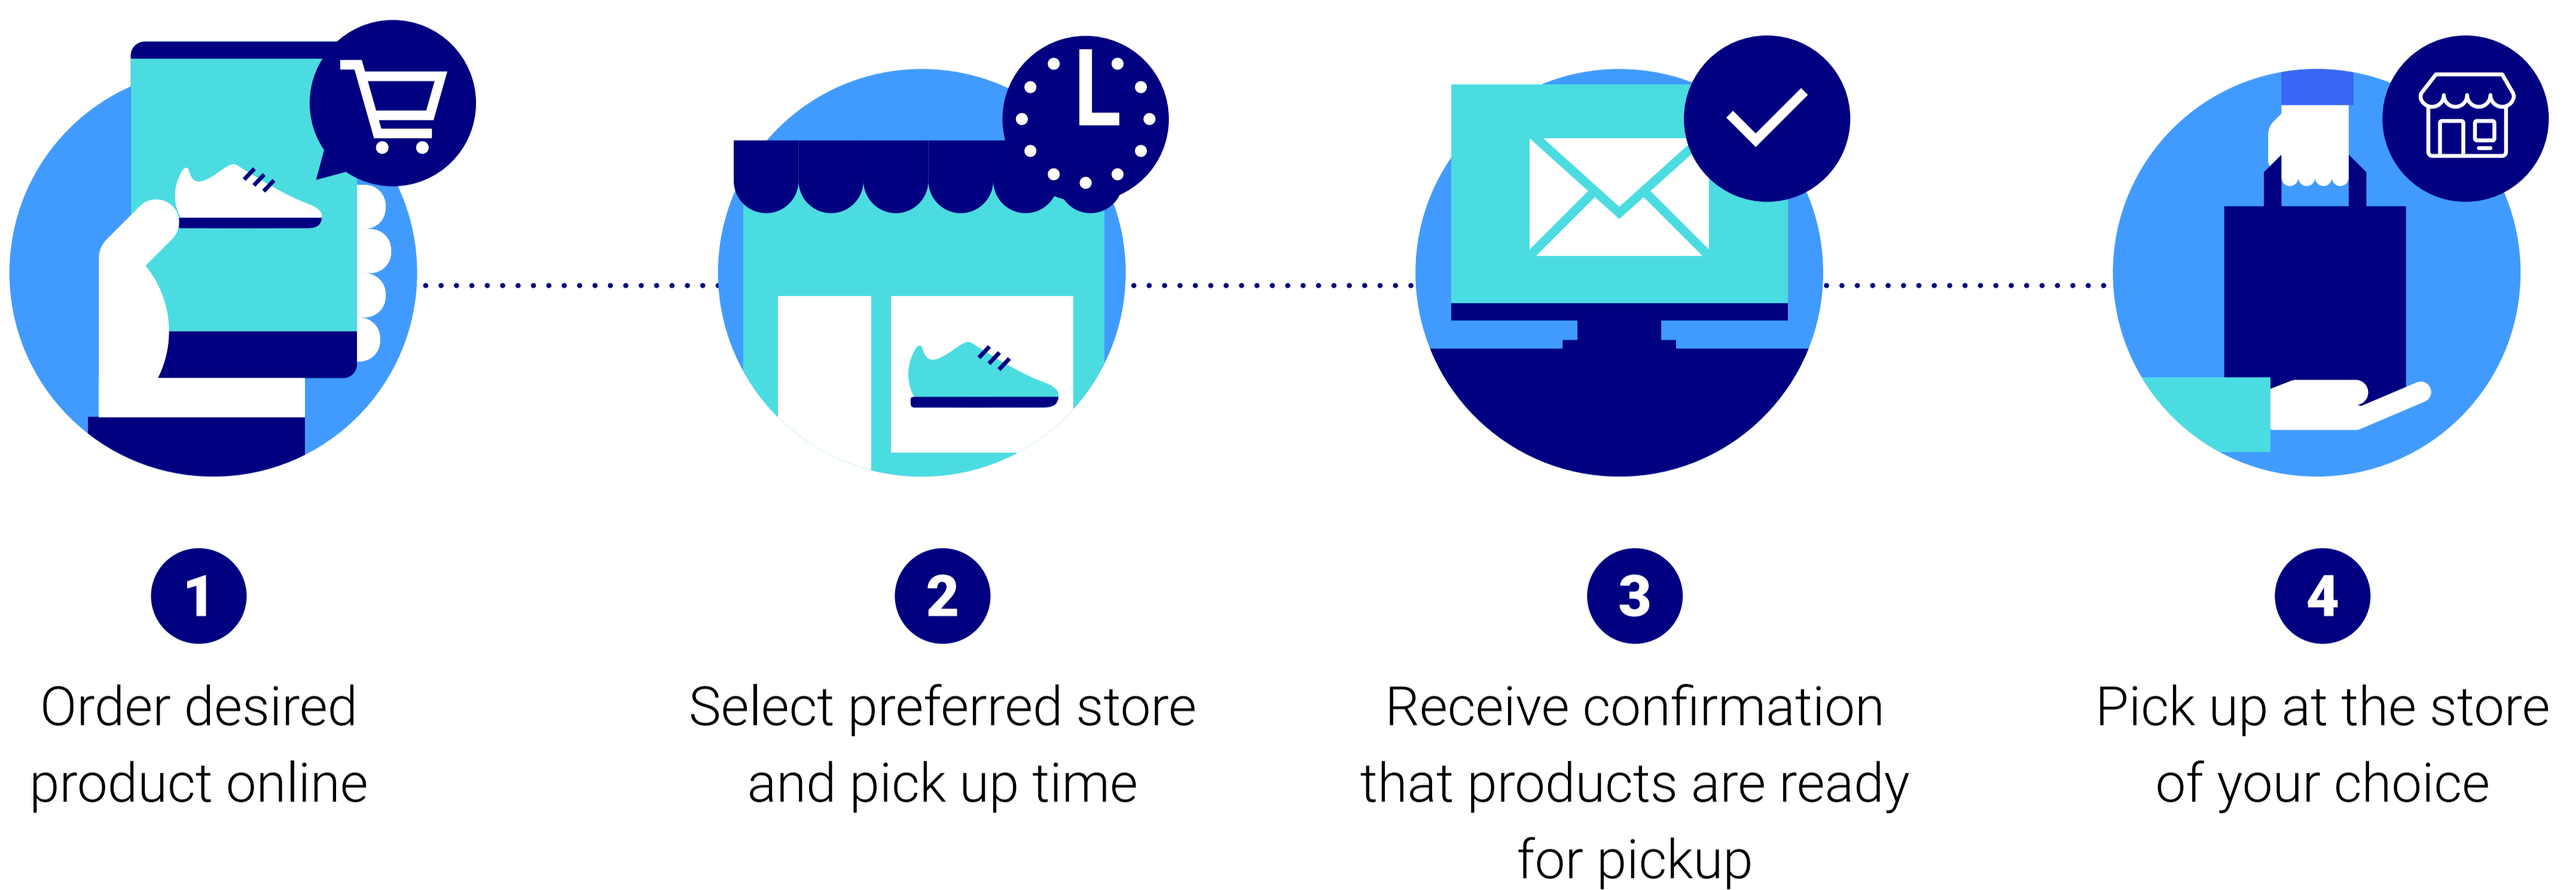 1
Order desired
product online
2
Select preferred store
and pick up time
3
Receive confirmation
that products are ready
for pickup
4
Pick up at the store
of your choice